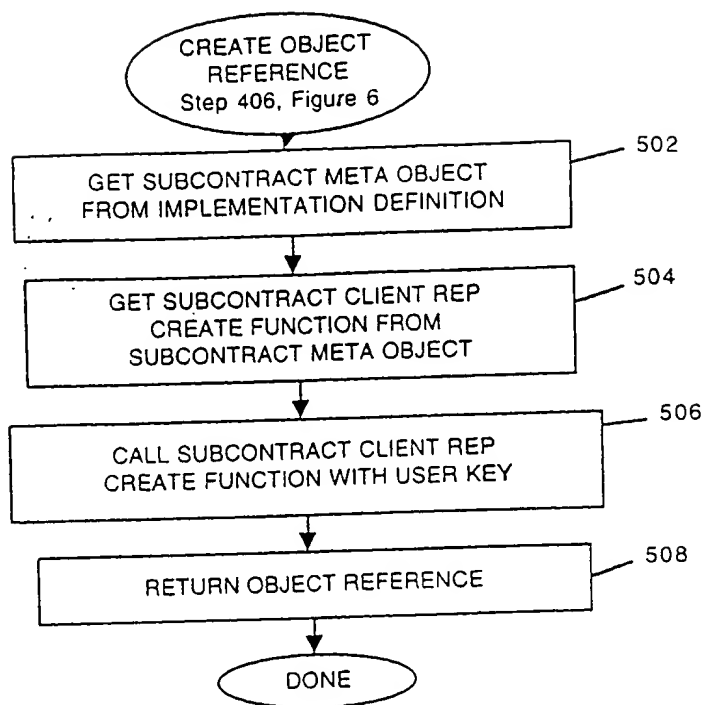 CREATE OBJECT
REFERENCE
Step 406, Figure 6
502
GET SUBCONTRACT META OBJECT
FROM IMPLEMENTATION DEFINITION
504
GET SUBCONTRACT CLIENT REP
CREATE FUNCTION FROM
SUBCONTRACT META OBJECT
506
CALL SUBCONTRACT CLIENT REP
CREATE FUNCTION WITH USER KEY
508
RETURN OBJECT REFERENCE
DONE